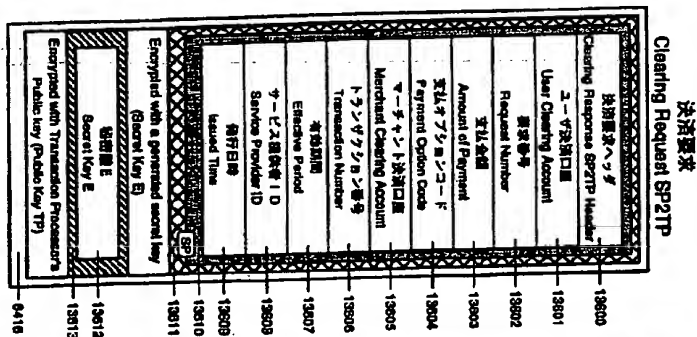 決済要求
Clearing Request SP2TP
決済要求ヘッダ
Clearing Response SP2TP Header
13600
ユーザ決済口座
User Clearing Account
13601
要求番号
Request Number
13602
支払金額
Amount of Payment
13603
支払オプションコード
Payment Option Code
13604
マーチャント決済口座
Merchant Clearing Account
13605
トランザクション番号
Transaction Number
13606
有効期間
Effective Period
13607
サービス提供者ID
Service Provider ID
13608
発行日時
Issued Time
13609
SP
13610
13611
Encrypted with a generated secret key
(Secret Key E)
秘密鍵 E
Secret Key E
13612
13613
Encrypted with Transaction Processor's
Public key (Public Key TP)
6416